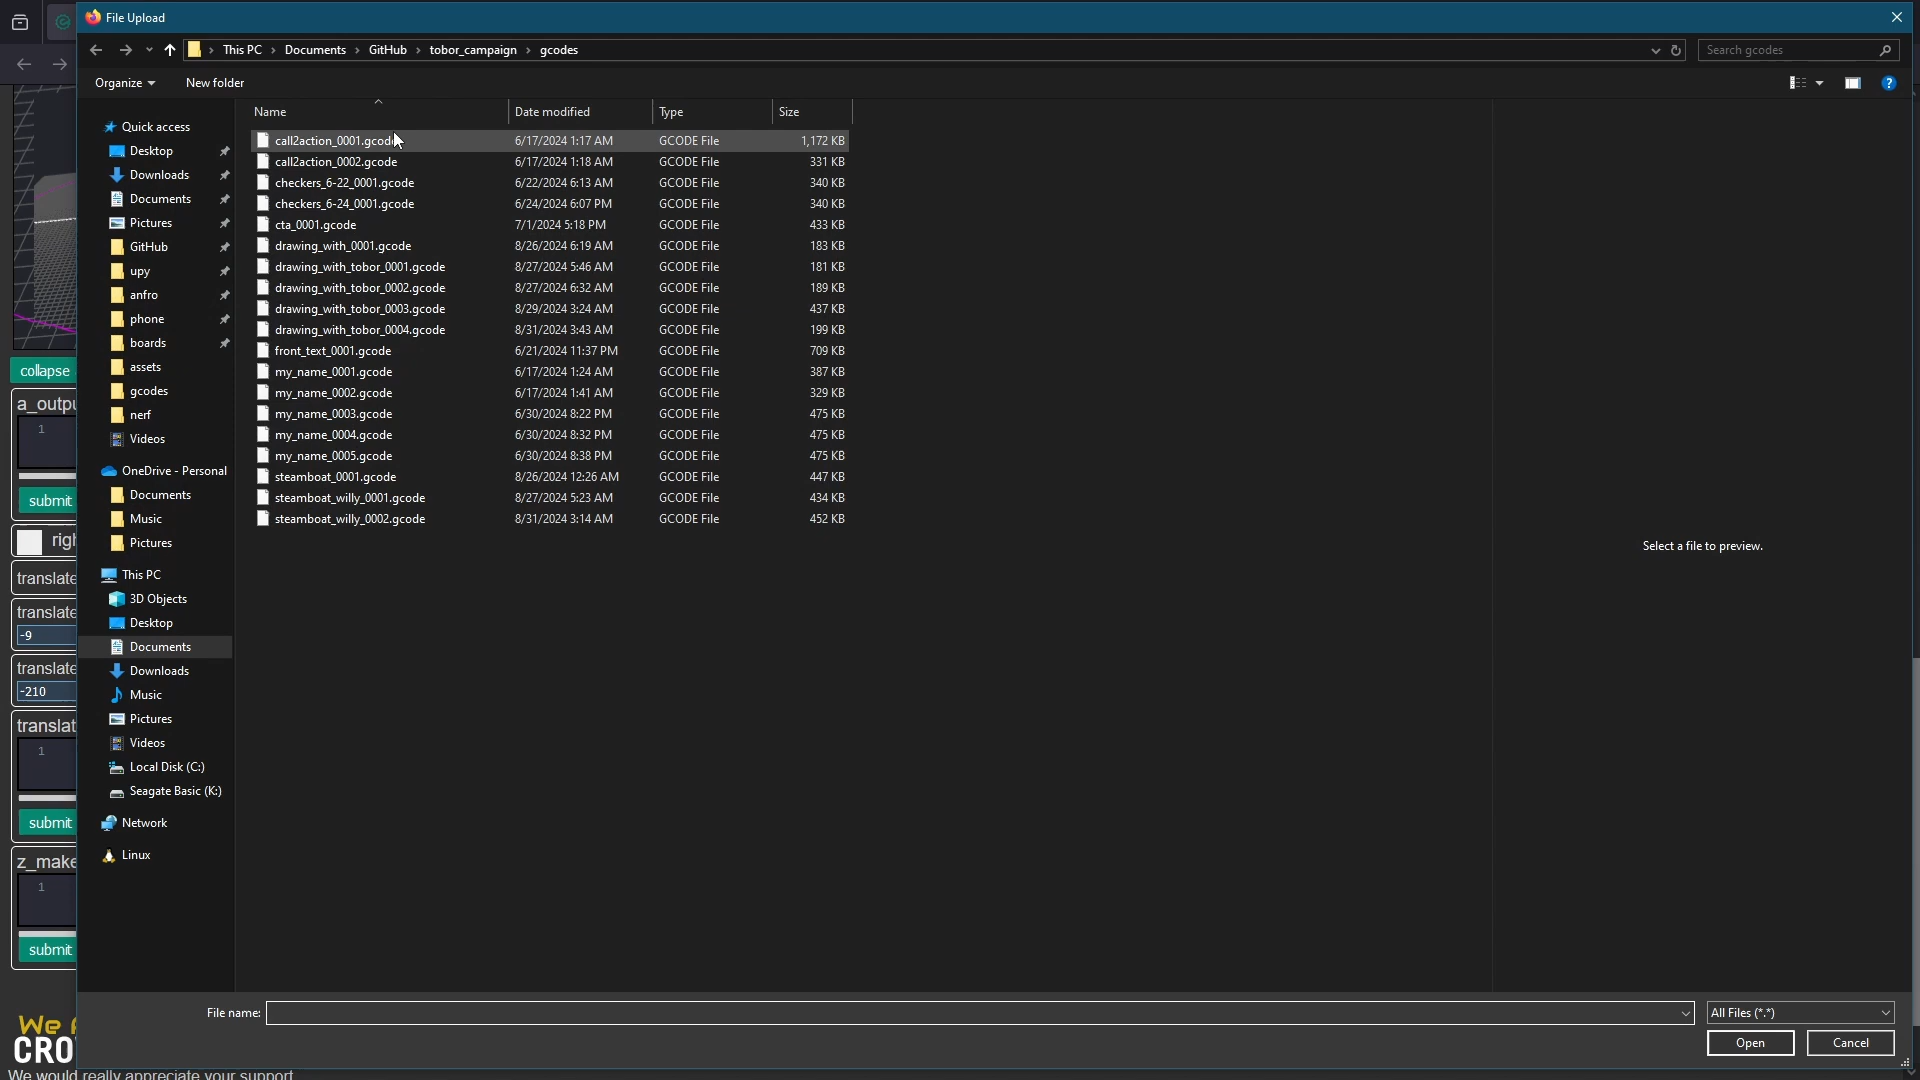 File Upload
This PC > Documents > GitHub > tobor_campaign > gcodes
Search gcodes
Organize New folder
Name Date modified Type Size
call2action_0001.gcode 6/17/2024 1:17 AM GCODE File 1,172 KB
call2action_0002.gcode 6/17/2024 1:18 AM GCODE File 331 KB
checkers_6-22_0001.gcode 6/22/2024 6:13 AM GCODE File 340 KB
checkers_6-24_0001.gcode 6/24/2024 6:07 PM GCODE File 340 KB
cta_0001.gcode 7/1/2024 5:18 PM GCODE File 433 KB
drawing_with_0001.gcode 8/26/2024 6:19 AM GCODE File 183 KB
drawing_with_tobor_0001.gcode 8/27/2024 5:46 AM GCODE File 181 KB
drawing_with_tobor_0002.gcode 8/27/2024 6:32 AM GCODE File 189 KB
drawing_with_tobor_0003.gcode 8/29/2024 3:24 AM GCODE File 437 KB
drawing_with_tobor_0004.gcode 8/31/2024 3:43 AM GCODE File 199 KB
front_text_0001.gcode 6/21/2024 11:37 PM GCODE File 709 KB
my_name_0001.gcode 6/17/2024 1:24 AM GCODE File 387 KB
my_name_0002.gcode 6/17/2024 1:41 AM GCODE File 329 KB
my_name_0003.gcode 6/30/2024 8:22 PM GCODE File 475 KB
my_name_0004.gcode 6/30/2024 8:32 PM GCODE File 475 KB
my_name_0005.gcode 6/30/2024 8:38 PM GCODE File 475 KB
steamboat_0001.gcode 8/26/2024 12:26 AM GCODE File 447 KB
steamboat_willy_0001.gcode 8/27/2024 5:23 AM GCODE File 434 KB
steamboat_willy_0002.gcode 8/31/2024 3:14 AM GCODE File 452 KB
Quick access
Desktop
Downloads
Documents
Pictures
GitHub
upy
anfro
phone
boards
assets
gcodes
nerf
Videos
OneDrive - Personal
Documents
Music
Pictures
This PC
3D Objects
Desktop
Documents
Downloads
Music
Pictures
Videos
Local Disk (C:)
Seagate Basic (K:)
Network
Linux
Select a file to preview.
File name:
All Files (*.*)
Open Cancel
collapse
a_outpu
1
submit
righ
translate
translate
-9
translate
-210
translat
1
submit
z_make
1
submit
We
CRO
We would really appreciate your support